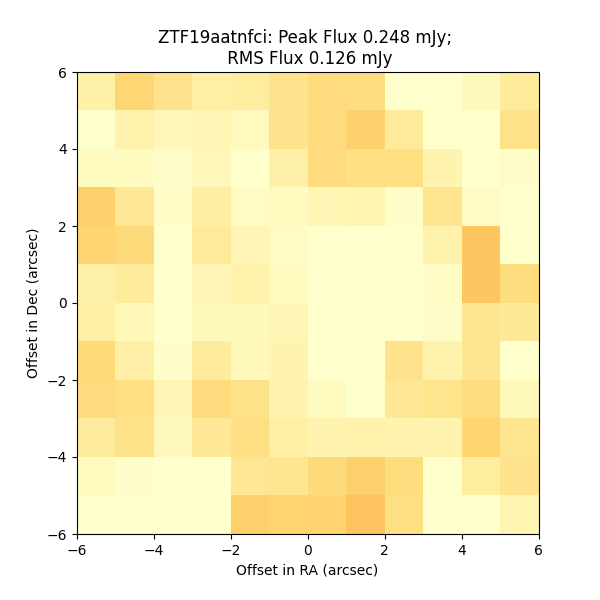 ZTF19aatnfci: Peak Flux 0.248 mJy;
RMS Flux 0.126 mJy
6
4
2
0
−2
−4
−6
Offset in Dec (arcsec)
−6 −4 −2 0 2 4 6
Offset in RA (arcsec)